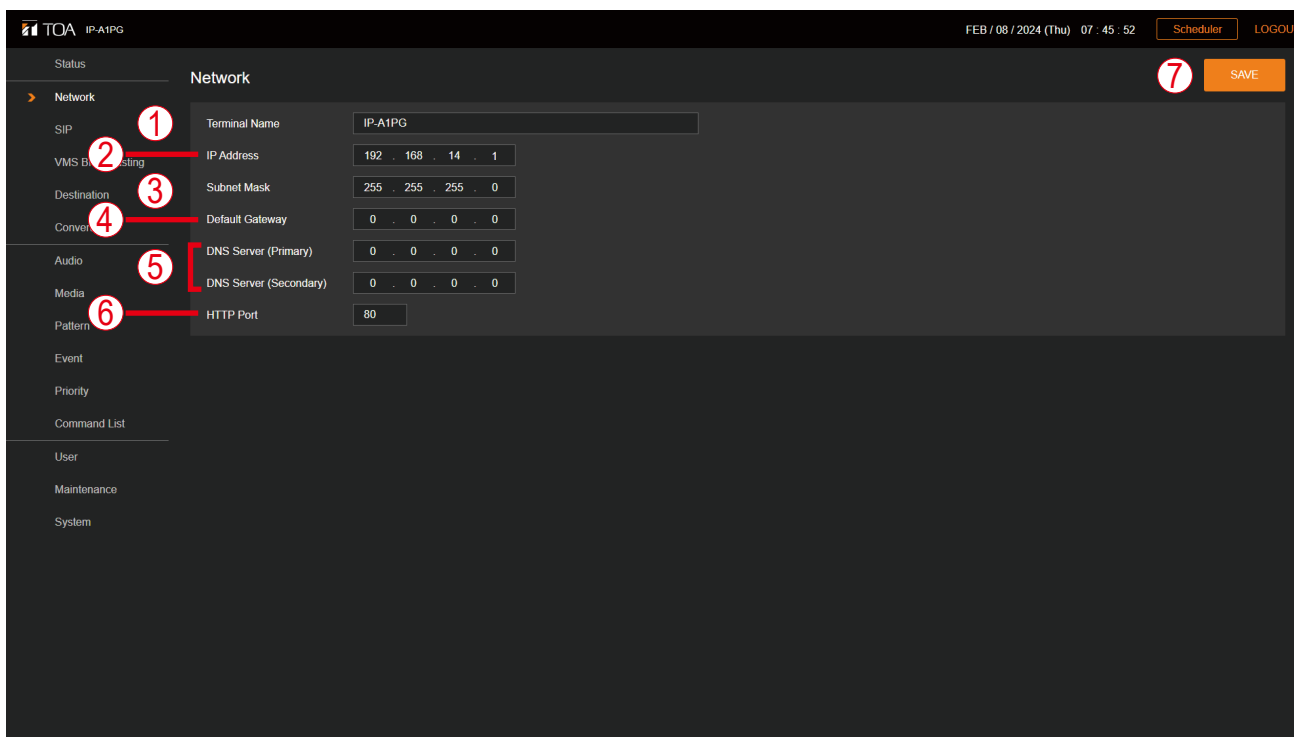 TOA IP-A1PG FEB / 08 / 2024 (Thu) 07 : 45 : 52 Scheduler LOGOU
Status
Network 7 SAVE
Network
1 Terminal Name IP-A1PG
SIP
2 IP Address 192 . 168 . 14 . 1
VMS B sting
3 Subnet Mask 255 . 255 . 255 . 0
Destination
4 Default Gateway 0 . 0 . 0 . 0
Conver
5 DNS Server (Primary) 0 . 0 . 0 . 0
Audio
DNS Server (Secondary) 0 . 0 . 0 . 0
Media
6 HTTP Port 80
Pattern
Event
Priority
Command List
User
Maintenance
System